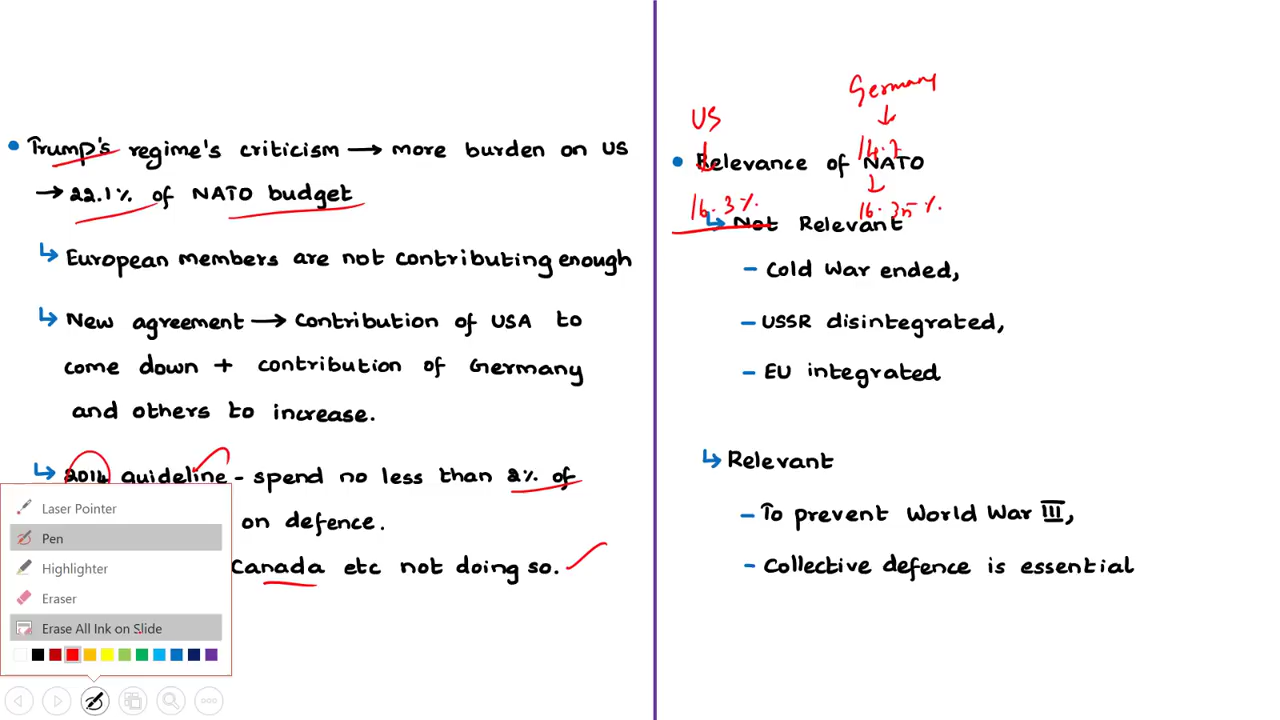 • Trump's regime's criticism → more burden on US
→ 22.1% of NATO budget
↳ European members are not contributing enough
↳ New agreement → Contribution of USA to
come down + contribution of Germany
and others to increase.
↳ 2014 guideline - spend no less than 2% of
on defence.
Canada etc not doing so.
Laser Pointer
Pen
Highlighter
Eraser
Erase All Ink on Slide
Germany
US
14.7
• Relevance of NATO
16.3%
16.35%
↳ Not Relevant
- Cold War ended,
- USSR disintegrated,
- EU integrated
↳ Relevant
- To prevent World War III,
- Collective defence is essential